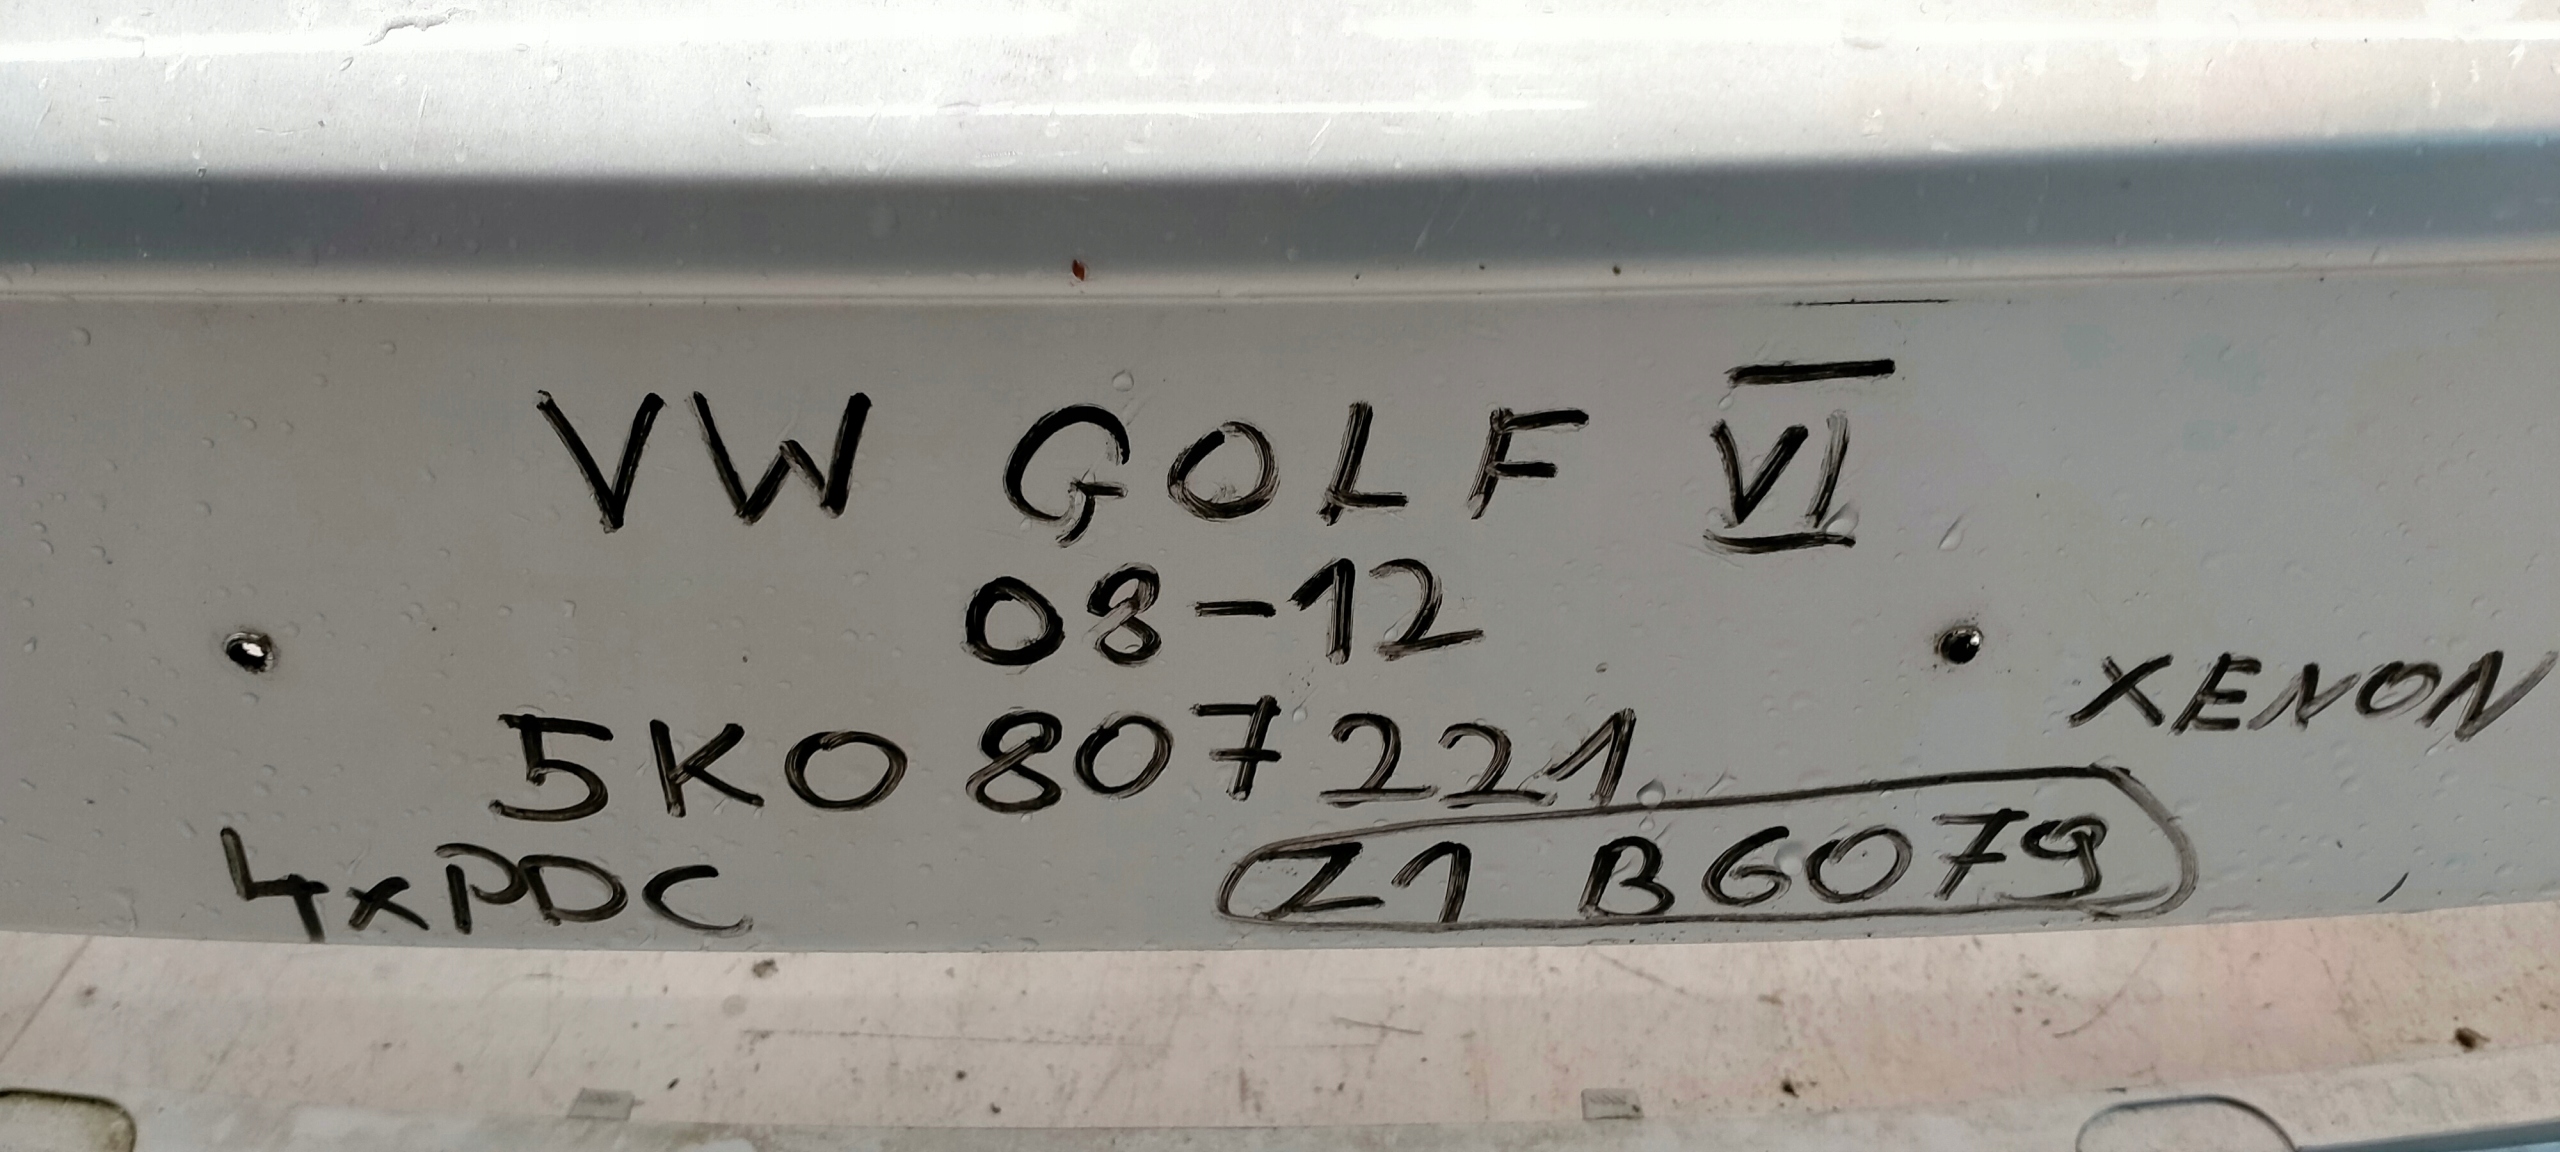 VW GOLF VI
08-12
XENON
5K0 807 221
4xPDC
Z1 B6079